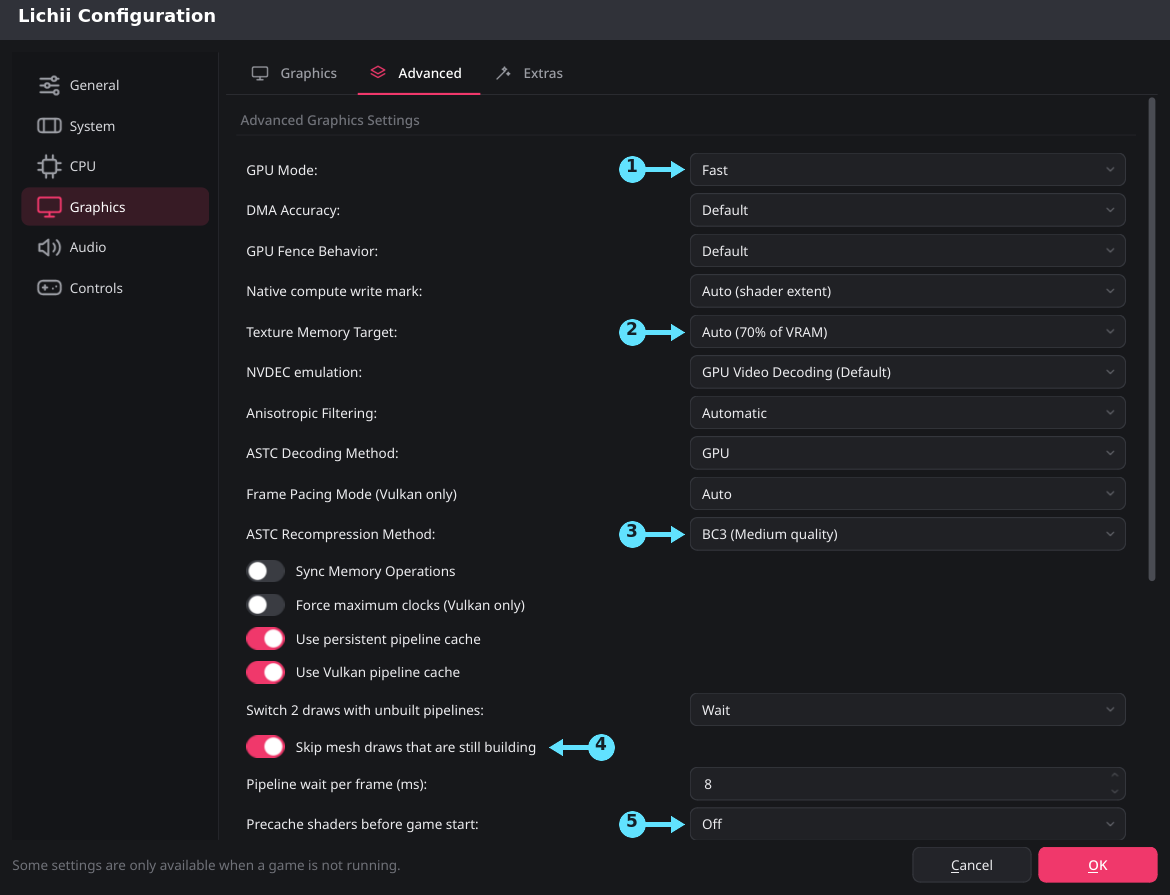 Lichii Configuration
General
System
CPU
Graphics
Audio
Controls
Graphics
Advanced
Extras
Advanced Graphics Settings
GPU Mode:
1
Fast
DMA Accuracy:
Default
GPU Fence Behavior:
Default
Native compute write mark:
Auto (shader extent)
Texture Memory Target:
2
Auto (70% of VRAM)
NVDEC emulation:
GPU Video Decoding (Default)
Anisotropic Filtering:
Automatic
ASTC Decoding Method:
GPU
Frame Pacing Mode (Vulkan only)
Auto
ASTC Recompression Method:
3
BC3 (Medium quality)
Sync Memory Operations
Force maximum clocks (Vulkan only)
Use persistent pipeline cache
Use Vulkan pipeline cache
Switch 2 draws with unbuilt pipelines:
Wait
Skip mesh draws that are still building
4
Pipeline wait per frame (ms):
8
Precache shaders before game start:
5
Off
Some settings are only available when a game is not running.
Cancel
OK